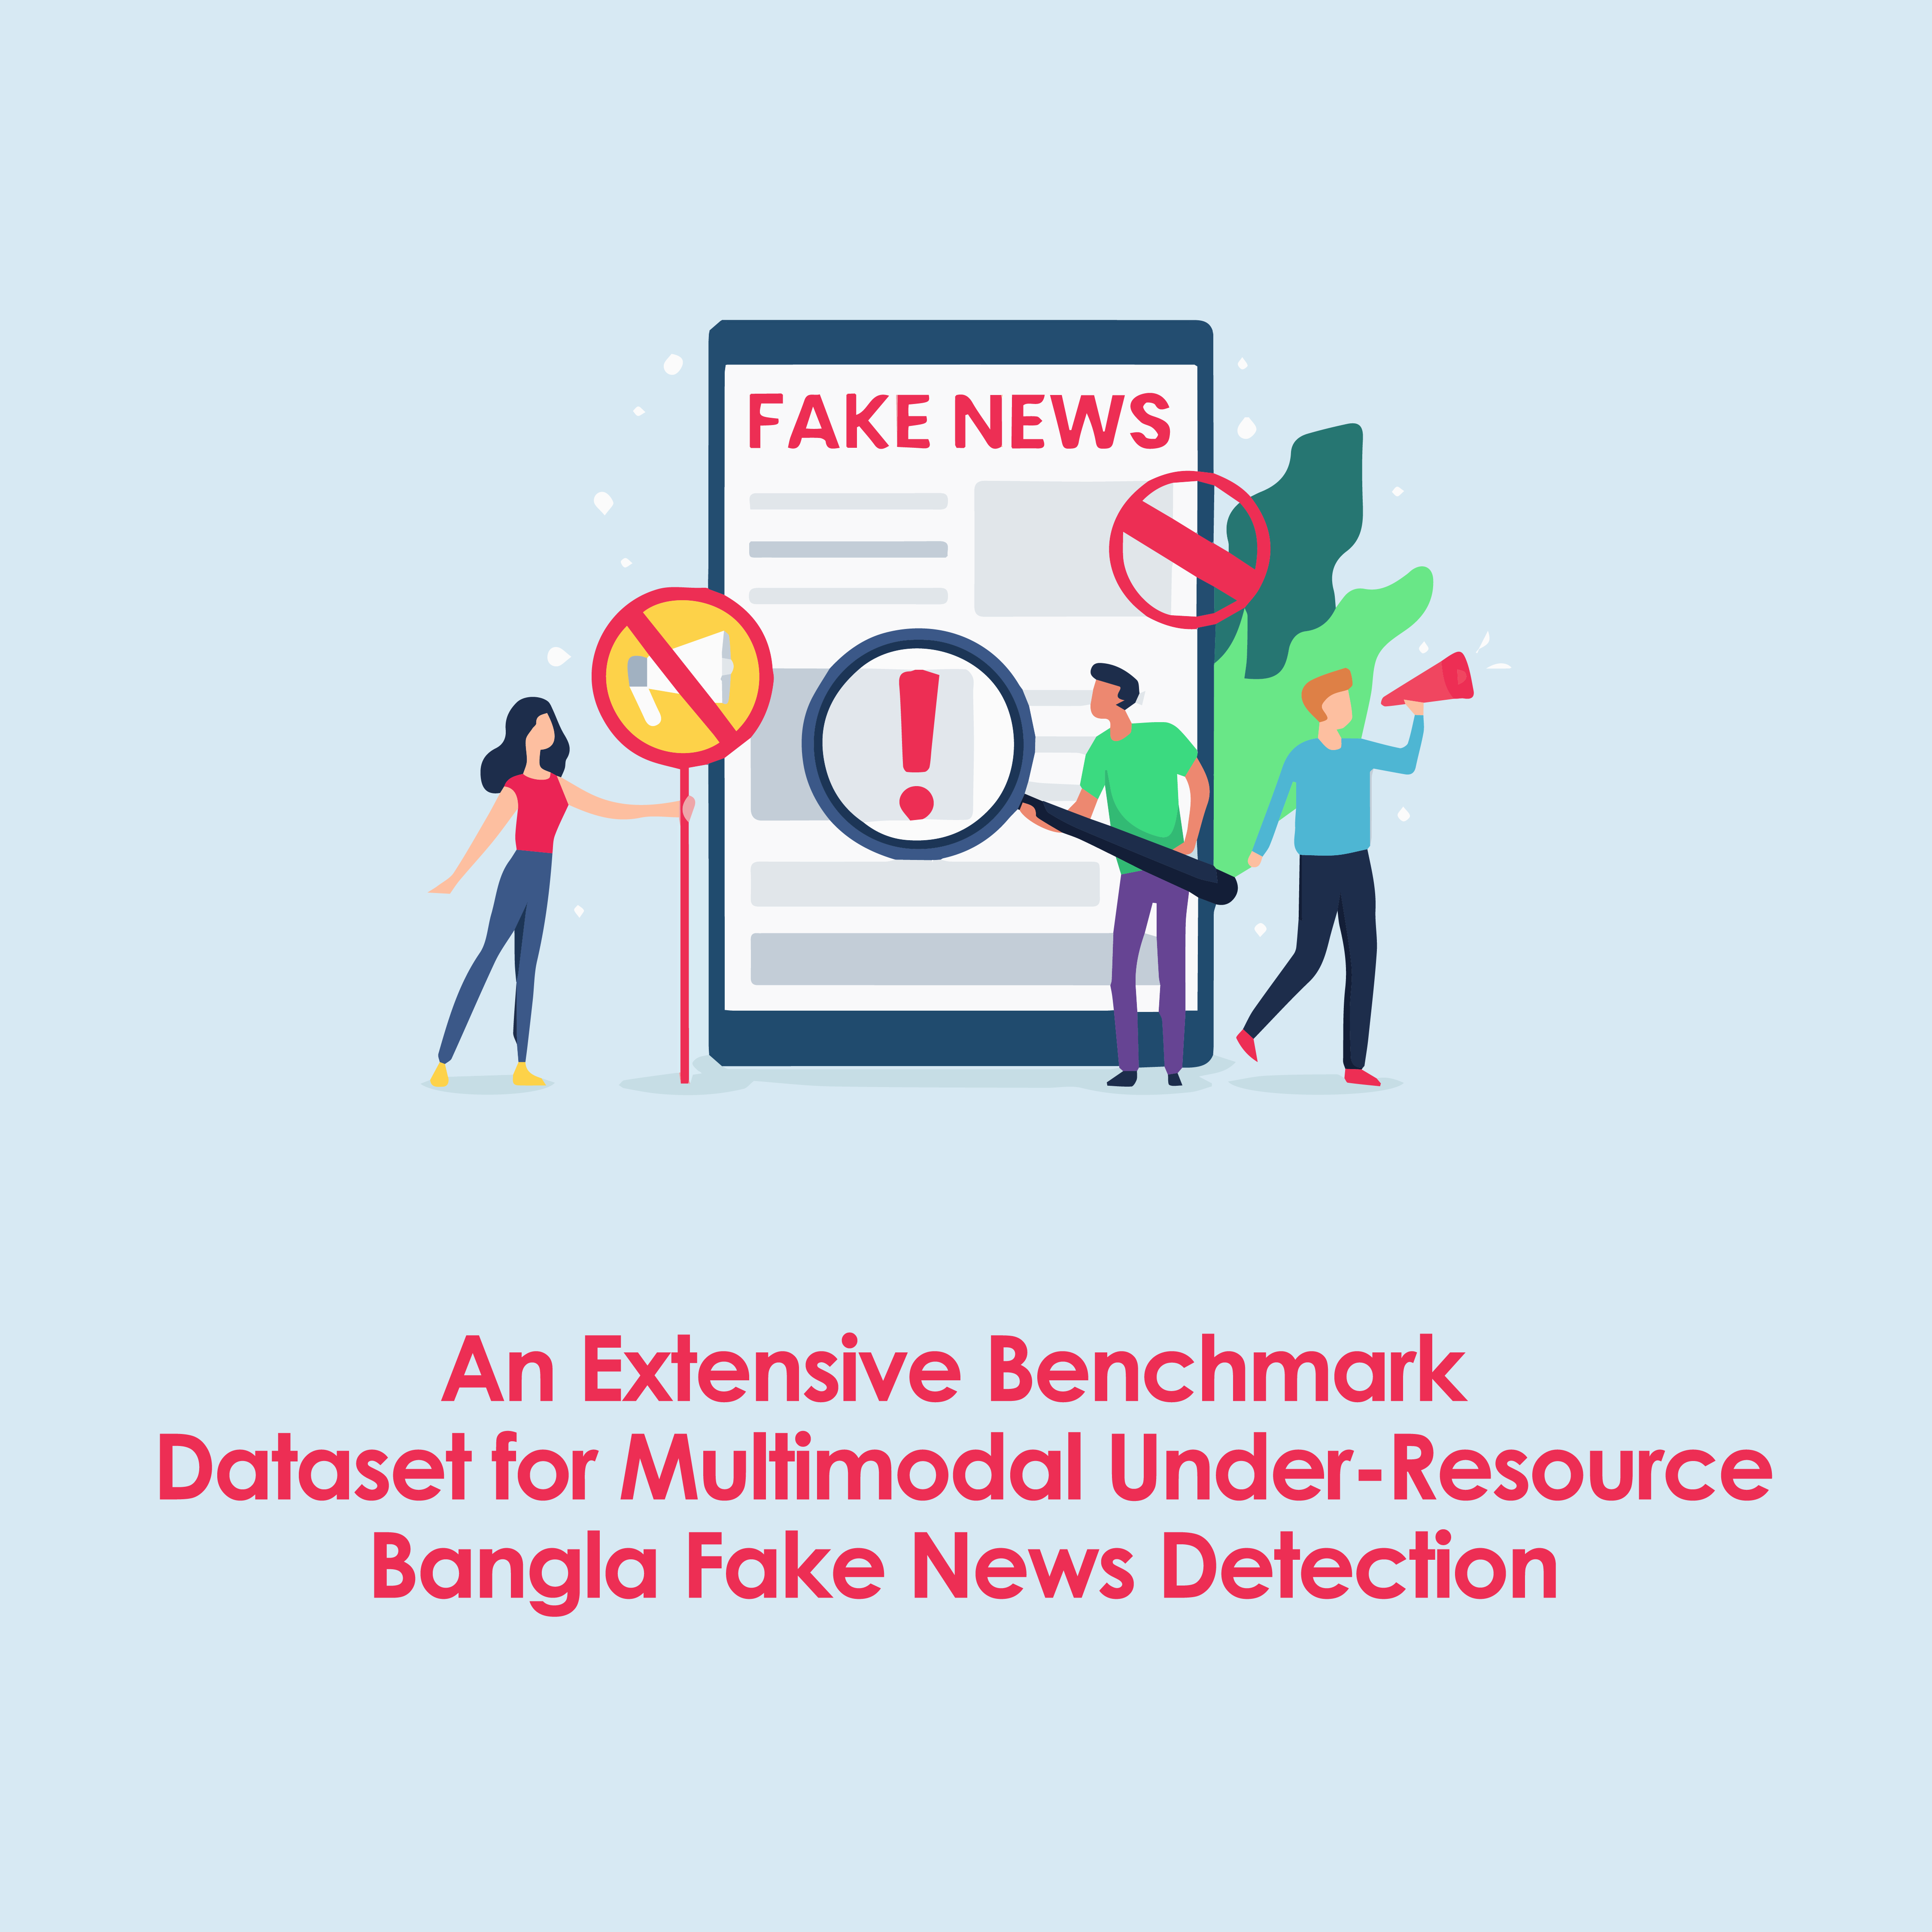 FAKE NEWS
!
An Extensive Benchmark
Dataset for Multimodal Under-Resource
Bangla Fake News Detection